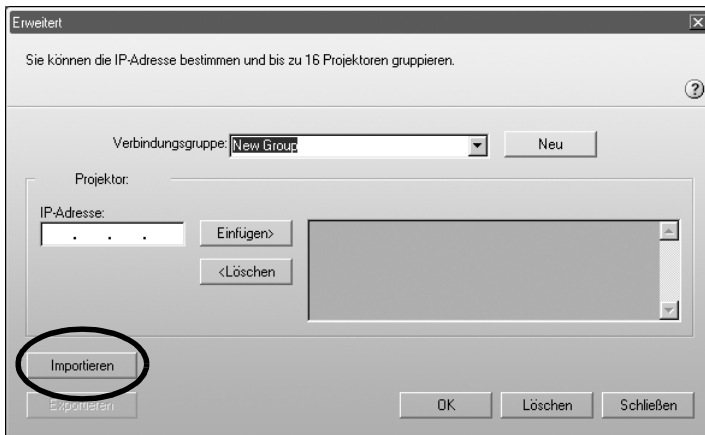 Erweitert
Sie können die IP-Adresse bestimmen und bis zu 16 Projektoren gruppieren.
?
Verbindungsgruppe: New Group Neu
Projektor:
IP-Adresse:
. . . Einfügen>
<Löschen
Importieren
Exportieren OK Löschen Schließen